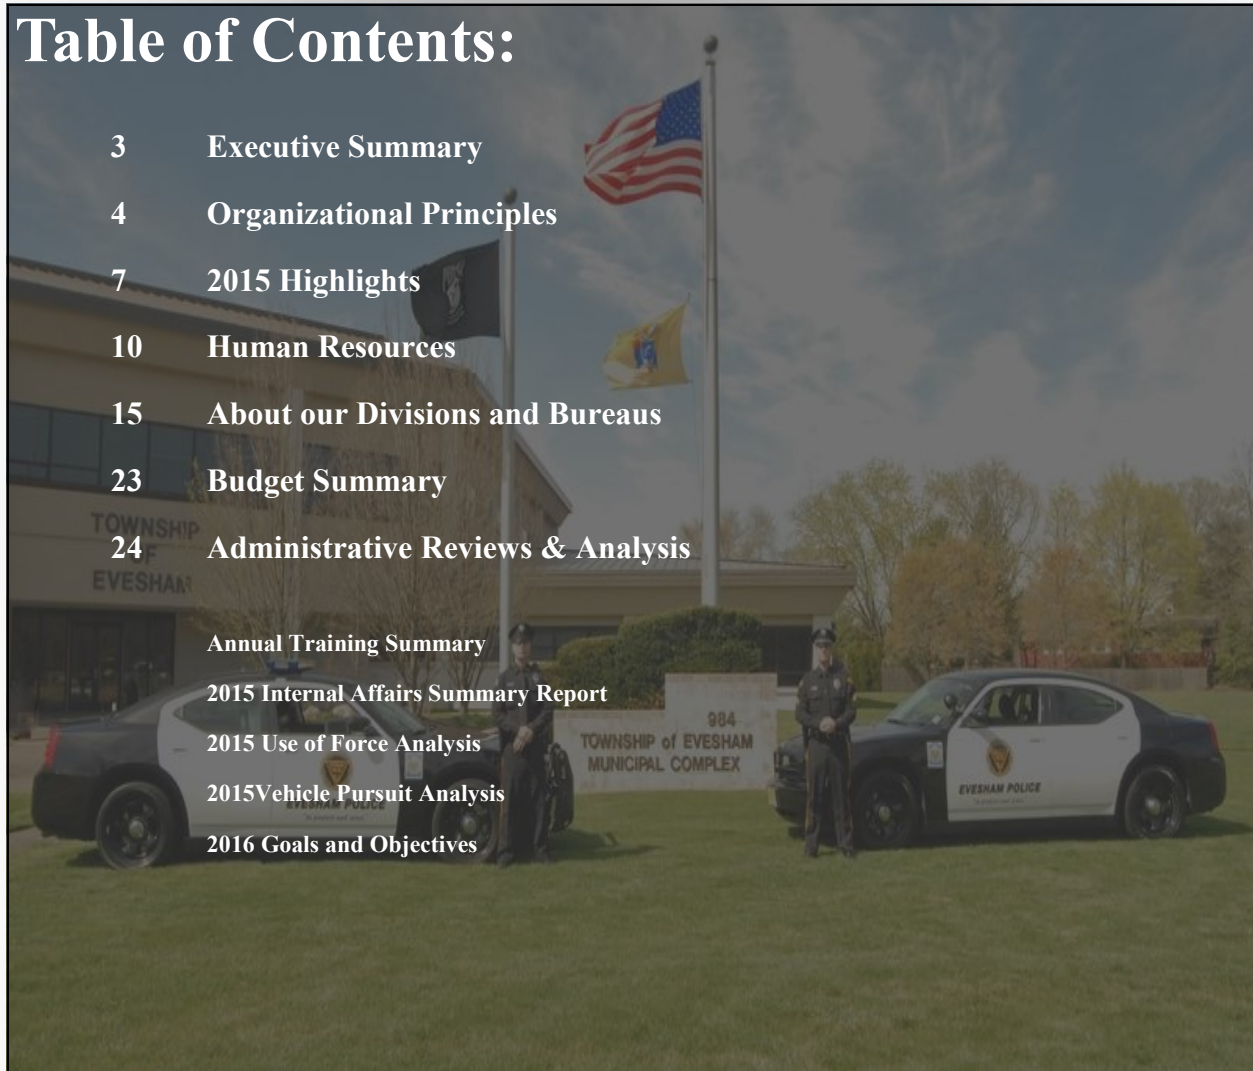 Table of Contents:
3 Executive Summary
4 Organizational Principles
7 2015 Highlights
10 Human Resources
15 About our Divisions and Bureaus
23 Budget Summary
24 Administrative Reviews & Analysis
Annual Training Summary
2015 Internal Affairs Summary Report
2015 Use of Force Analysis
2015Vehicle Pursuit Analysis
2016 Goals and Objectives
TOWNSHIP
OF
EVESHAM
984
TOWNSHIP of EVESHAM
MUNICIPAL COMPLEX
EVESHAM POLICE
EVESHAM POLICE